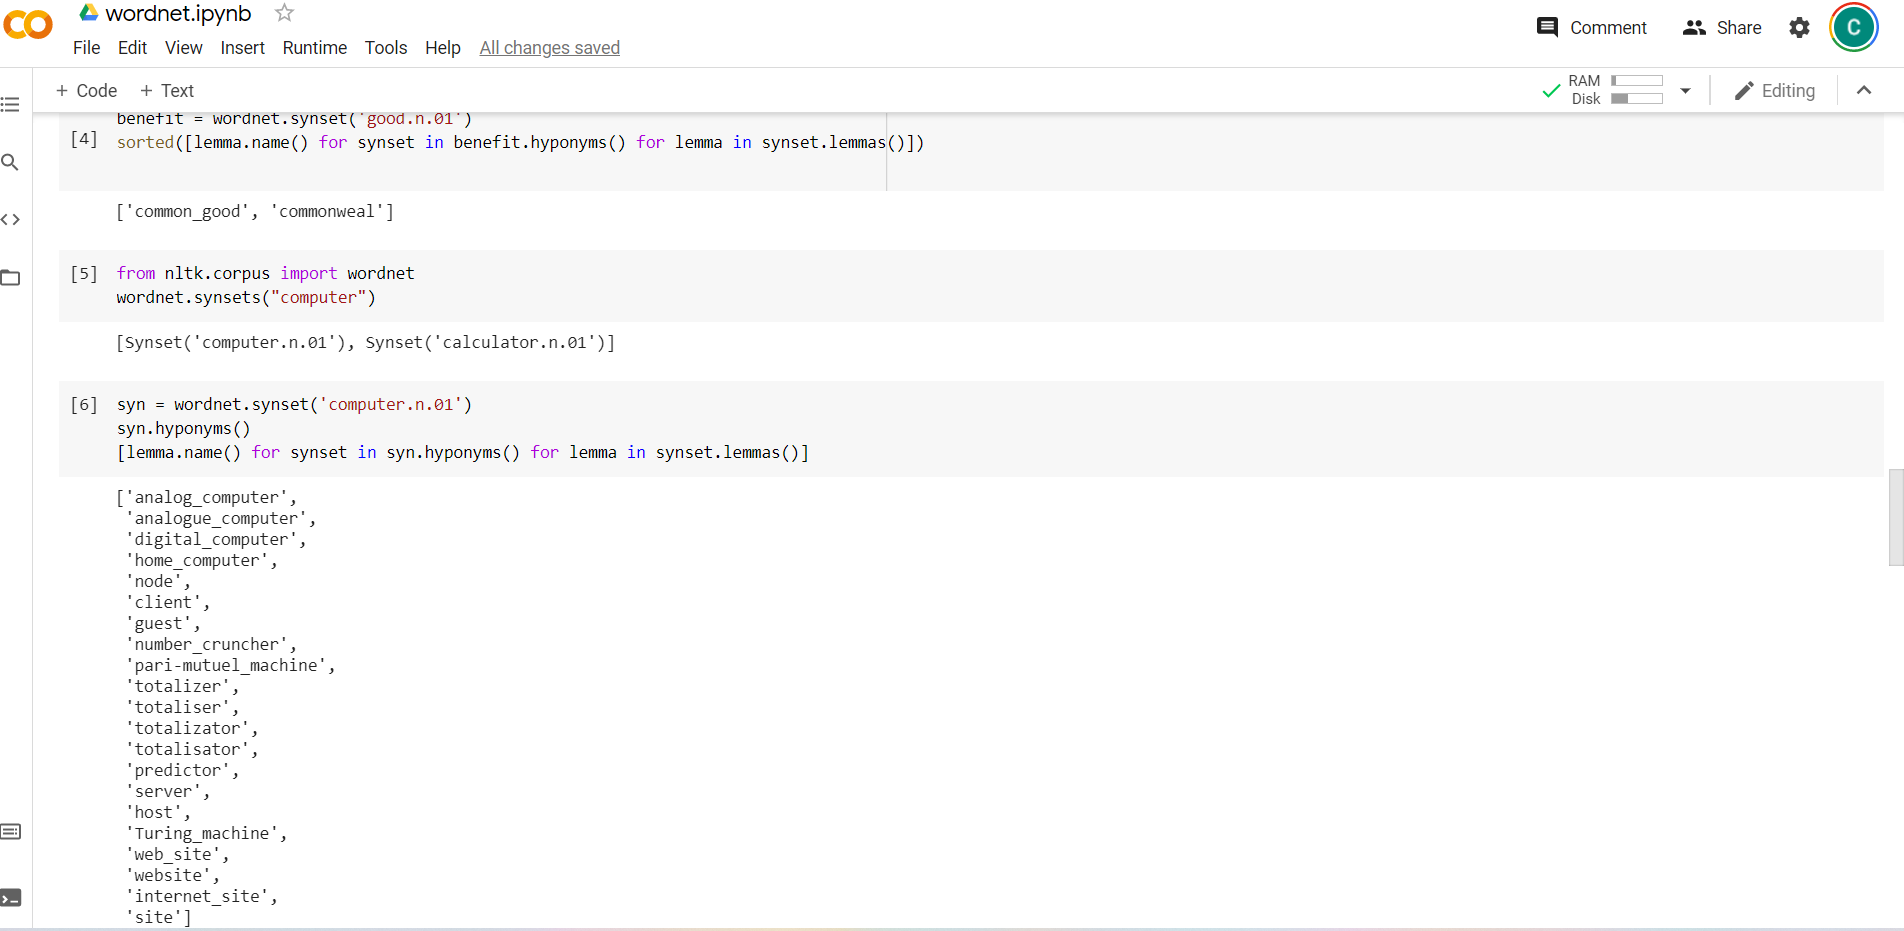 wordnet.ipynb
File Edit View Insert Runtime Tools Help All changes saved
Comment Share C
+ Code + Text
RAM
Disk
Editing
benefit = wordnet.synset('good.n.01')
[4] sorted([lemma.name() for synset in benefit.hyponyms() for lemma in synset.lemmas()])
['common_good', 'commonweal']
[5] from nltk.corpus import wordnet
wordnet.synsets("computer")
[Synset('computer.n.01'), Synset('calculator.n.01')]
[6] syn = wordnet.synset('computer.n.01')
syn.hyponyms()
[lemma.name() for synset in syn.hyponyms() for lemma in synset.lemmas()]
['analog_computer',
'analogue_computer',
'digital_computer',
'home_computer',
'node',
'client',
'guest',
'number_cruncher',
'pari-mutuel_machine',
'totalizer',
'totaliser',
'totalizator',
'totalisator',
'predictor',
'server',
'host',
'Turing_machine',
'web_site',
'website',
'internet_site',
'site']